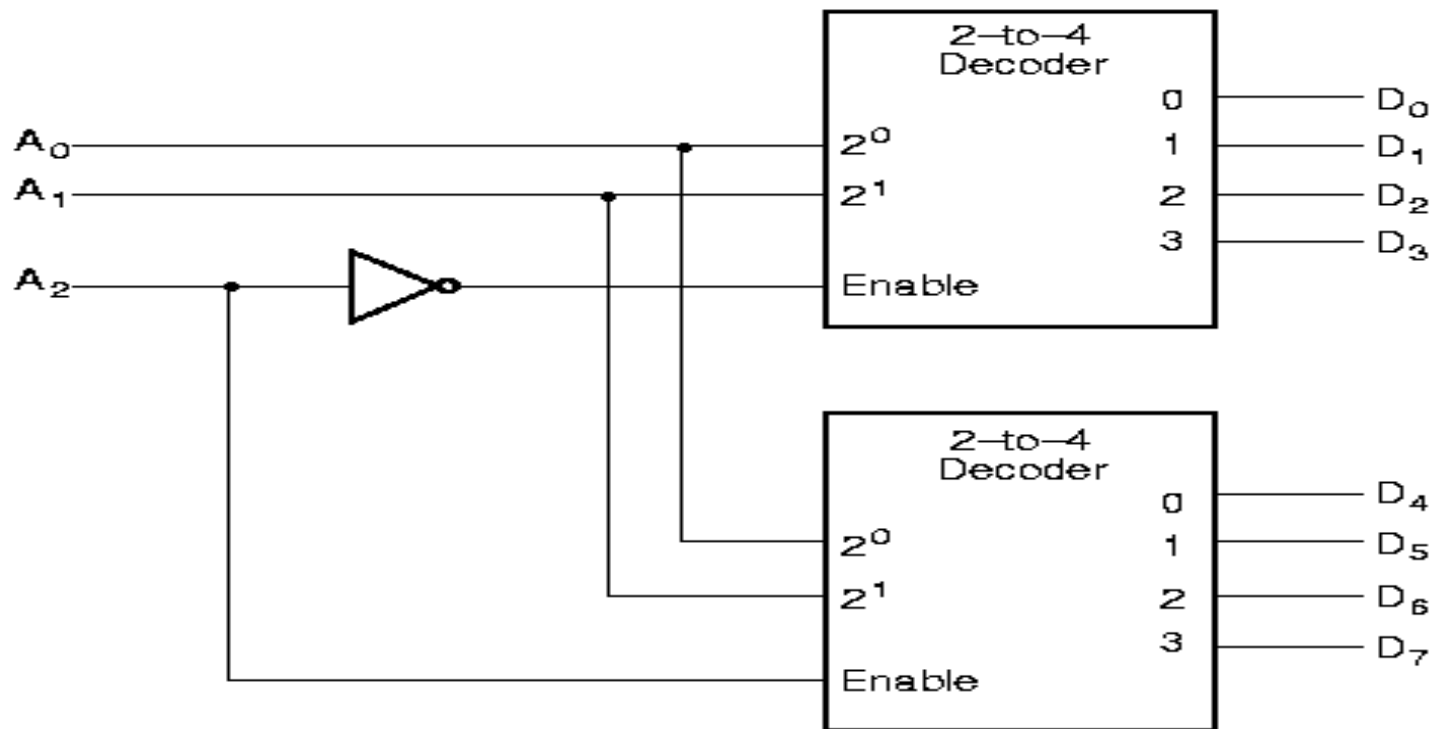 2-to-4
Decoder
0
D0
A0
2^0
1
D1
A1
2^1
2
D2
3
D3
A2
Enable
2-to-4
Decoder
0
D4
2^0
1
D5
2^1
2
D6
3
D7
Enable